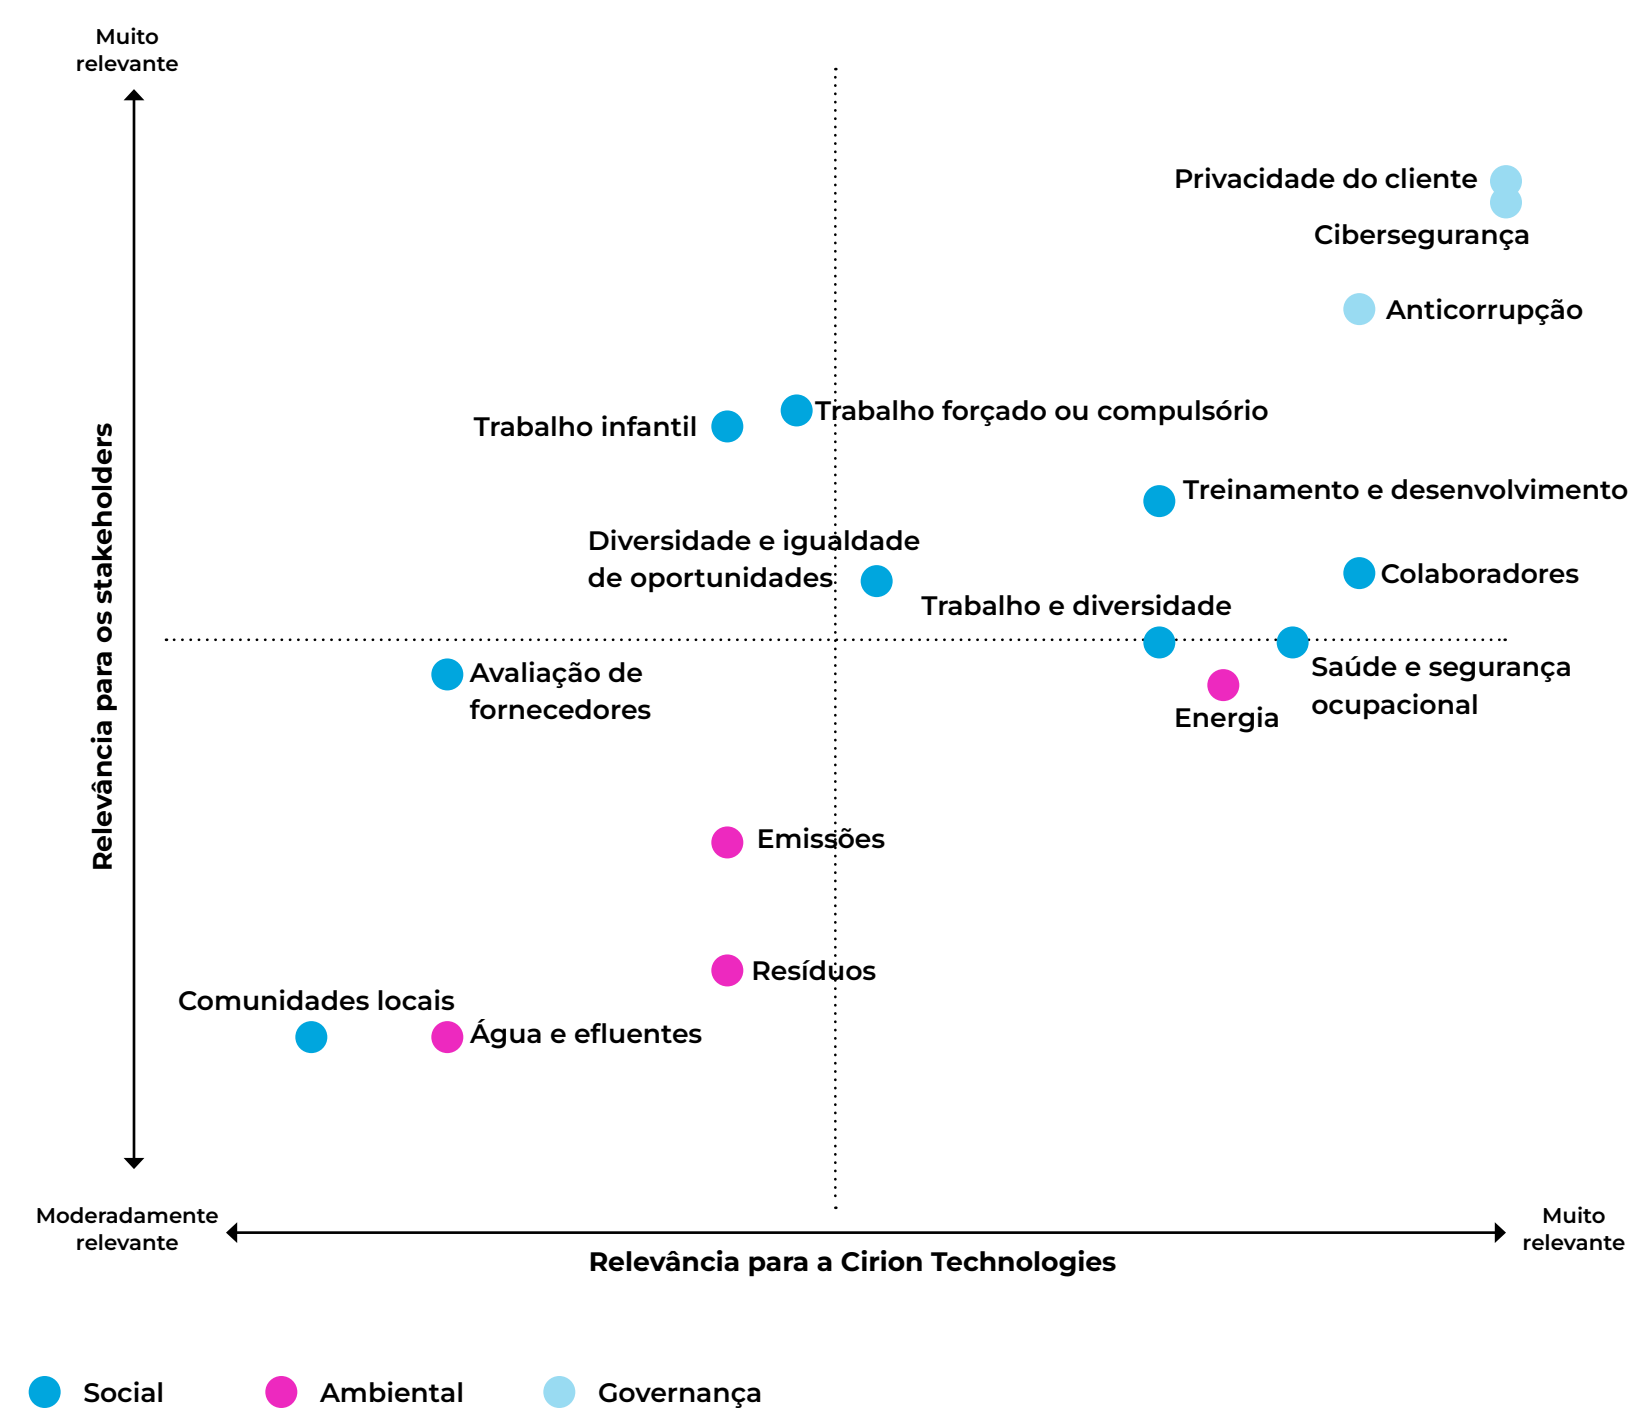 Muito
relevante
Privacidade do cliente
Cibersegurança
Anticorrupção
Trabalho forçado ou compulsório
Trabalho infantil
Treinamento e desenvolvimento
Diversidade e igualdade
de oportunidades
Colaboradores
Trabalho e diversidade
Relevância para os stakeholders
Avaliação de
fornecedores
Saúde e segurança
ocupacional
Energia
Emissões
Resíduos
Comunidades locais
Água e efluentes
Moderadamente
relevante
Muito
relevante
Relevância para a Cirion Technologies
Social
Ambiental
Governança